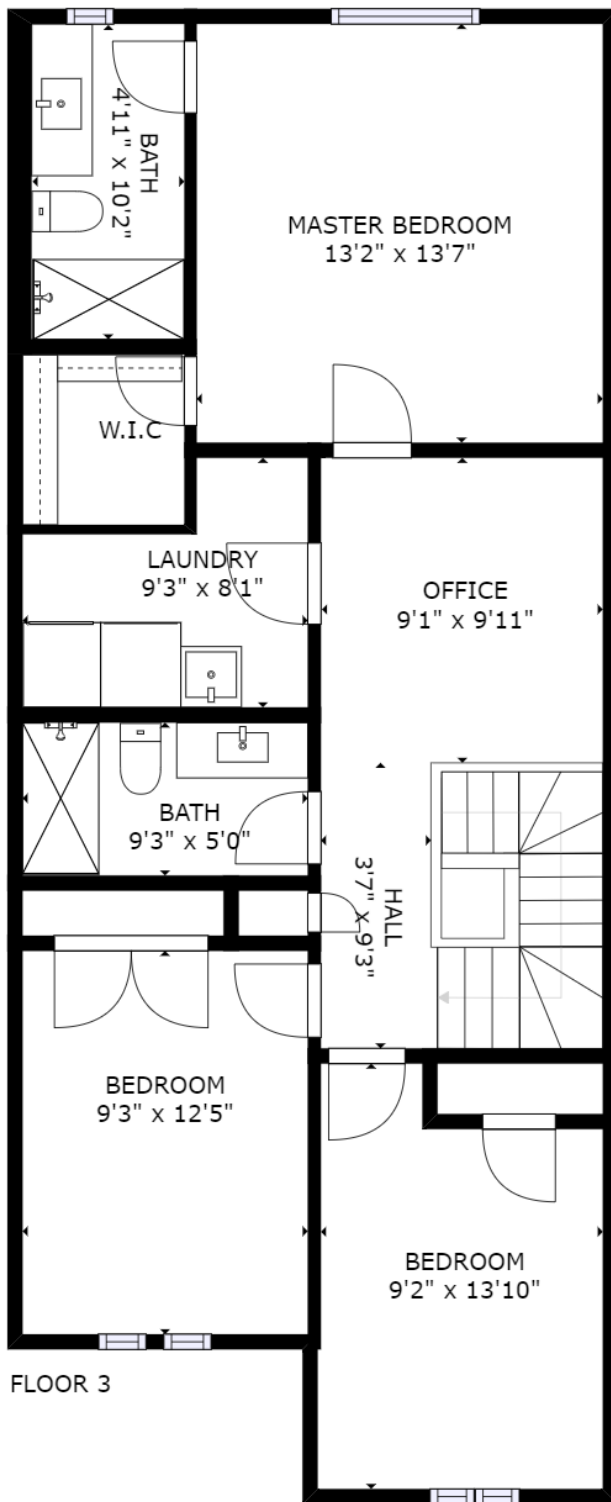 BATH
4'11" x 10'2"
MASTER BEDROOM
13'2" x 13'7"
W.I.C
LAUNDRY
9'3" x 8'1"
OFFICE
9'1" x 9'11"
BATH
9'3" x 5'0"
HALL
3'7" x 9'3"
BEDROOM
9'3" x 12'5"
BEDROOM
9'2" x 13'10"
FLOOR 3